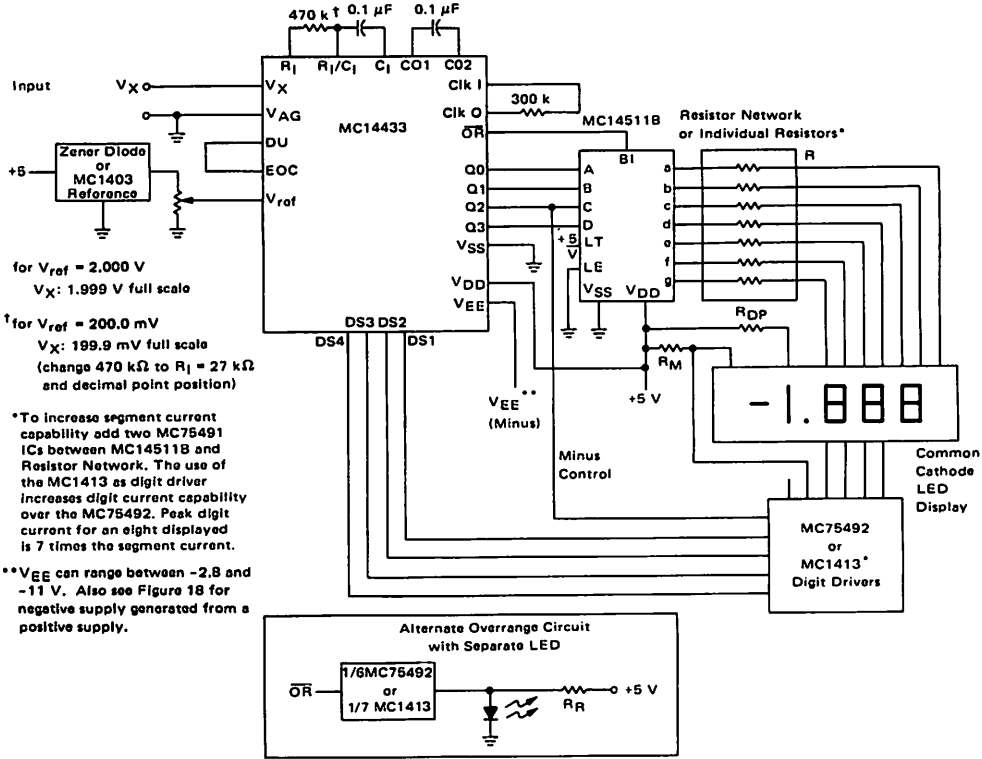 470 k † 0.1 µF 0.1 µF
RI RI/CI CI CO1 CO2
Input VX
VX
VAG
DU
EOC
Vref
MC14433
Clk I
Clk O
300 k
OR
Q0
Q1
Q2
Q3
VSS
VDD
VEE
DS4 DS3 DS2 DS1
+5
Zener Diode
or
MC1403
Reference
MC14511B
BI
A
B
C
D
+5
V
LT
LE
VSS VDD
a
b
c
d
e
f
g
Resistor Network
or Individual Resistors*
R
RDP
RM
+5 V
VEE**
(Minus)
Minus
Control
-1.888
Common
Cathode
LED
Display
MC75492
or
MC1413*
Digit Drivers
for Vref = 2.000 V
VX: 1.999 V full scale
†for Vref = 200.0 mV
VX: 199.9 mV full scale
(change 470 kΩ to RI = 27 kΩ
and decimal point position)
*To increase segment current
capability add two MC75491
ICs between MC14511B and
Resistor Network. The use of
the MC1413 as digit driver
increases digit current capability
over the MC75492. Peak digit
current for an eight displayed
is 7 times the segment current.
**VEE can range between -2.8 and
-11 V. Also see Figure 18 for
negative supply generated from a
positive supply.
Alternate Overrange Circuit
with Separate LED
OR
1/6MC75492
or
1/7 MC1413
RR
+5 V